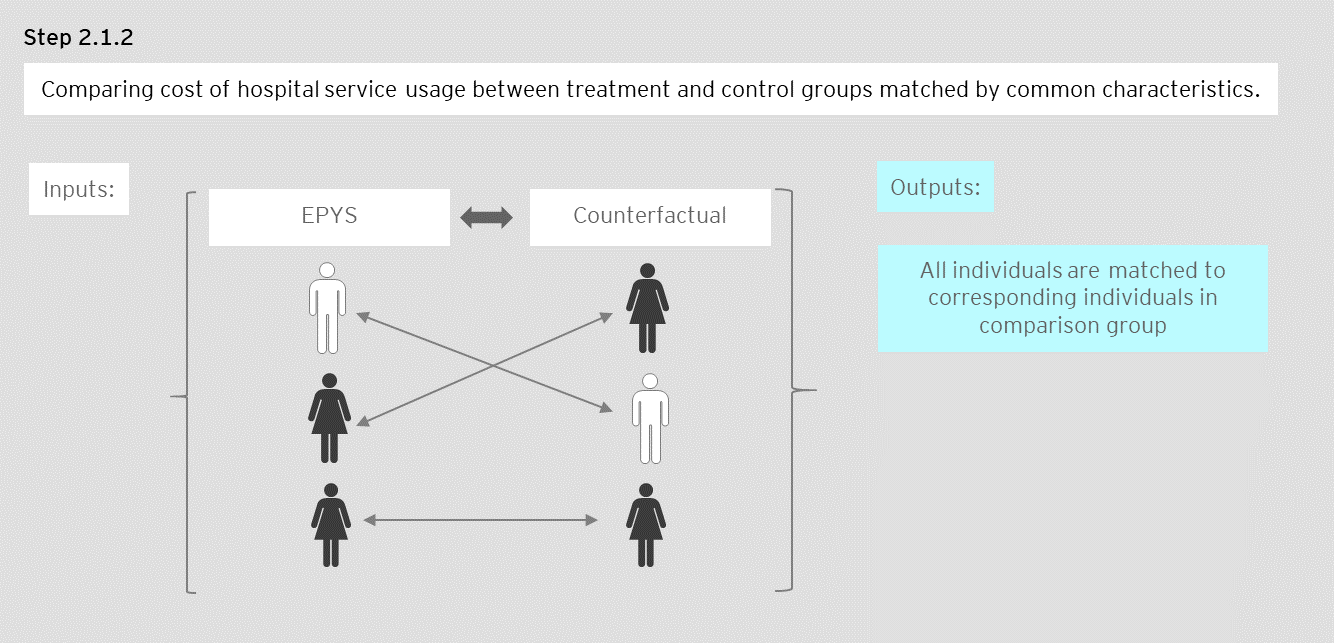 Step 2.1.2
Comparing cost of hospital service usage between treatment and control groups matched by common characteristics.
Inputs:
EPYS
Counterfactual
Outputs:
All individuals are matched to
corresponding individuals in
comparison group